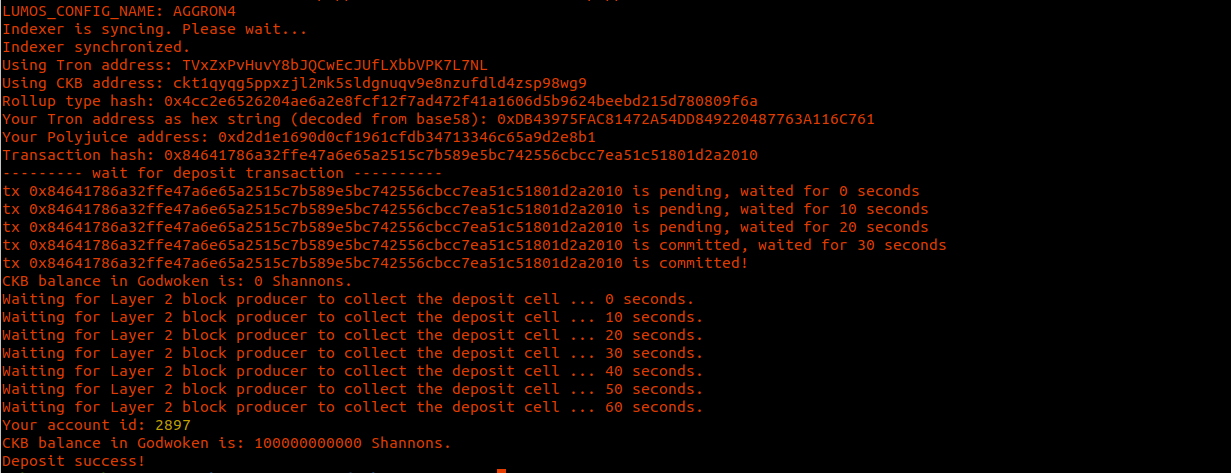 LUMOS_CONFIG_NAME: AGGRON4
Indexer is syncing. Please wait...
Indexer synchronized.
Using Tron address: TVxZxPvHuvY8bJQCwEcJUfLXbbVPK7L7NL
Using CKB address: ckt1qyqg5ppxzjl2mk5sldgnuqv9e8nzufdld4zsp98wg9
Rollup type hash: 0x4cc2e6526204ae6a2e8fcf12f7ad472f41a1606d5b9624beebd215d780809f6a
Your Tron address as hex string (decoded from base58): 0xDB43975FAC81472A54DD849220487763A116C761
Your Polyjuice address: 0xd2d1e1690d0cf1961cfdb34713346c65a9d2e8b1
Transaction hash: 0x84641786a32ffe47a6e65a2515c7b589e5bc742556cbcc7ea51c51801d2a2010
--------- wait for deposit transaction ----------
tx 0x84641786a32ffe47a6e65a2515c7b589e5bc742556cbcc7ea51c51801d2a2010 is pending, waited for 0 seconds
tx 0x84641786a32ffe47a6e65a2515c7b589e5bc742556cbcc7ea51c51801d2a2010 is pending, waited for 10 seconds
tx 0x84641786a32ffe47a6e65a2515c7b589e5bc742556cbcc7ea51c51801d2a2010 is pending, waited for 20 seconds
tx 0x84641786a32ffe47a6e65a2515c7b589e5bc742556cbcc7ea51c51801d2a2010 is committed, waited for 30 seconds
tx 0x84641786a32ffe47a6e65a2515c7b589e5bc742556cbcc7ea51c51801d2a2010 is committed!
CKB balance in Godwoken is: 0 Shannons.
Waiting for Layer 2 block producer to collect the deposit cell ... 0 seconds.
Waiting for Layer 2 block producer to collect the deposit cell ... 10 seconds.
Waiting for Layer 2 block producer to collect the deposit cell ... 20 seconds.
Waiting for Layer 2 block producer to collect the deposit cell ... 30 seconds.
Waiting for Layer 2 block producer to collect the deposit cell ... 40 seconds.
Waiting for Layer 2 block producer to collect the deposit cell ... 50 seconds.
Waiting for Layer 2 block producer to collect the deposit cell ... 60 seconds.
Your account id: 2897
CKB balance in Godwoken is: 100000000000 Shannons.
Deposit success!